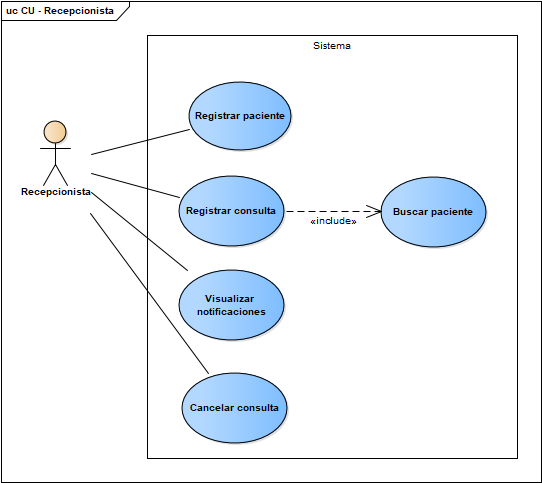 uc CU - Recepcionista
Sistema
Registrar paciente
Recepcionista
Registrar consulta
«include»
Buscar paciente
Visualizar
notificaciones
Cancelar consulta